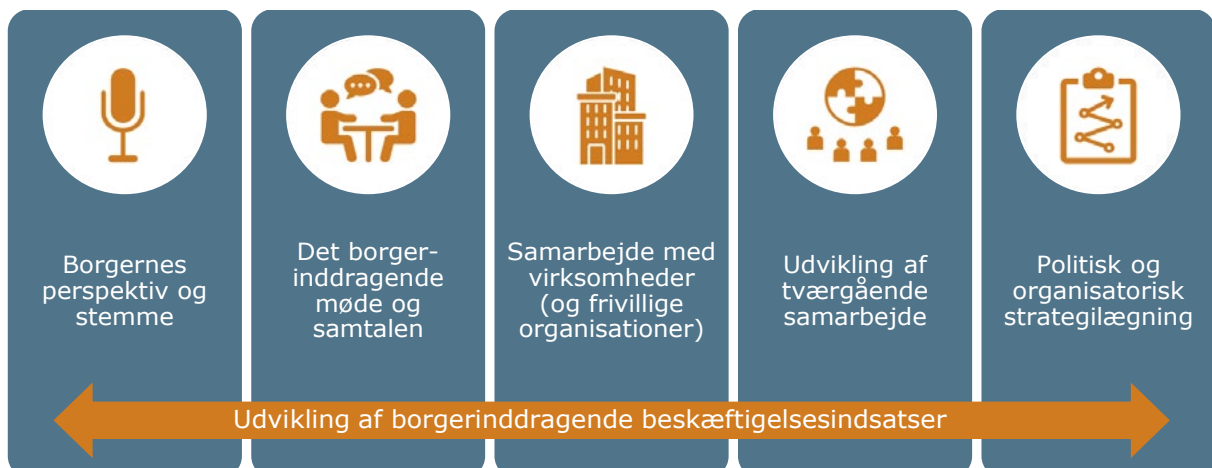 Borgernes
perspektiv og
stemme
Det borger-
inddragende
møde og
samtalen
Samarbejde med
virksomheder
(og frivillige
organisationer)
Udvikling af
tværgående
samarbejde
Politisk og
organisatorisk
strategilægning
Udvikling af borgerinddragende beskæftigelsesindsatser